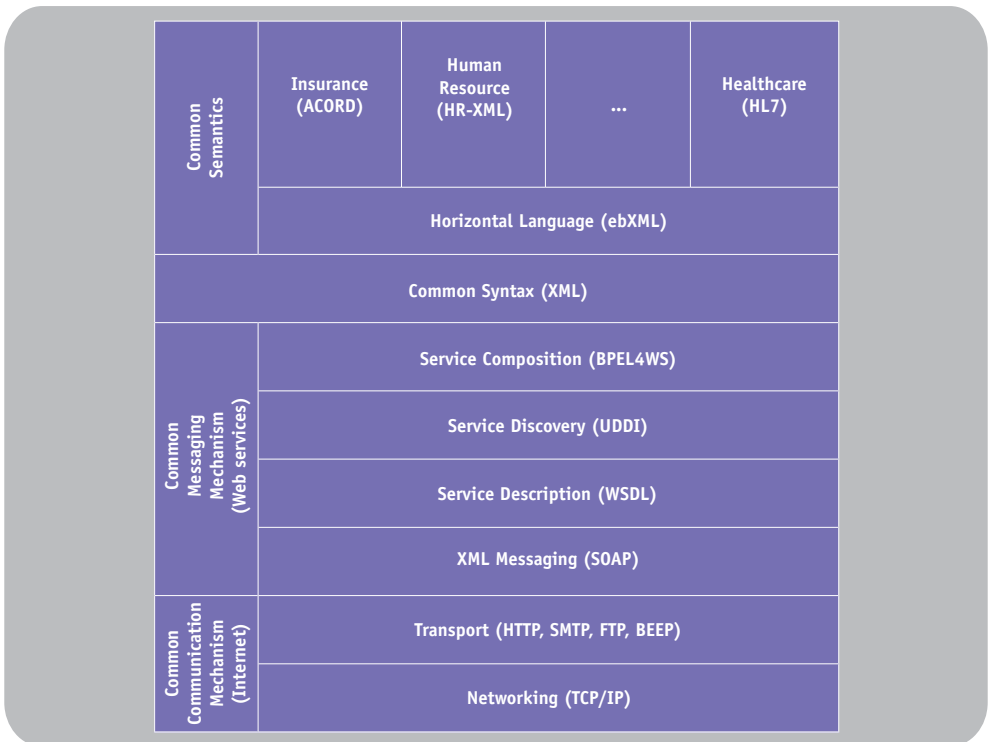 Common
Semantics
Insurance
(ACORD)
Human
Resource
(HR-XML)
...
Healthcare
(HL7)
Horizontal Language (ebXML)
Common Syntax (XML)
Common
Messaging
Mechanism
(Web services)
Service Composition (BPEL4WS)
Service Discovery (UDDI)
Service Description (WSDL)
XML Messaging (SOAP)
Common
Communication
Mechanism
(Internet)
Transport (HTTP, SMTP, FTP, BEEP)
Networking (TCP/IP)